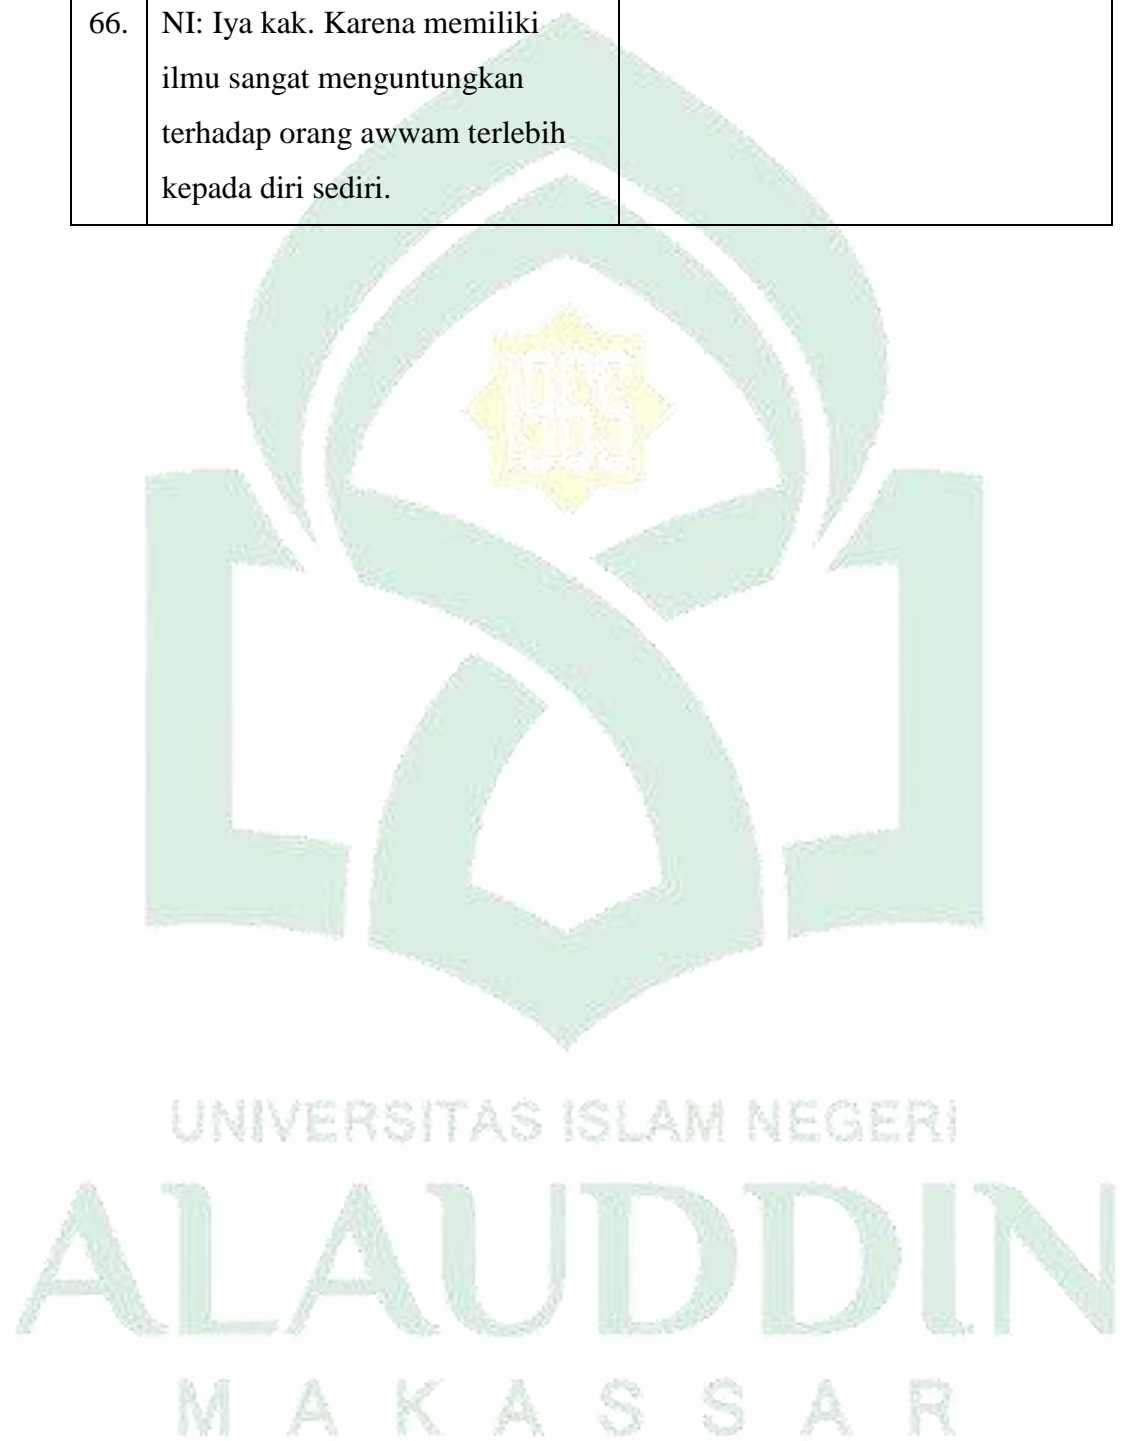 66. NI: Iya kak. Karena memiliki
ilmu sangat menguntungkan
terhadap orang awwam terlebih
kepada diri sediri.
UNIVERSITAS ISLAM NEGERI
ALAUDDIN
MAKASSAR